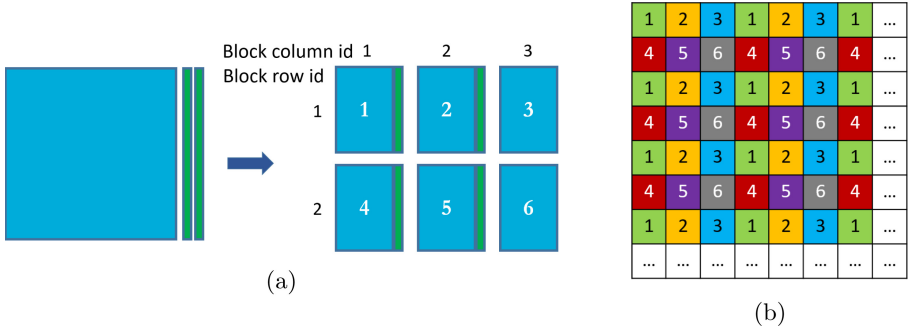 Block column id 1 2 3
Block row id
1 1 2 3
2 4 5 6
(a)
1 2 3 1 2 3 1 ...
4 5 6 4 5 6 4 ...
1 2 3 1 2 3 1 ...
4 5 6 4 5 6 4 ...
1 2 3 1 2 3 1 ...
4 5 6 4 5 6 4 ...
1 2 3 1 2 3 1 ...
... ... ... ... ... ... ... ...
(b)